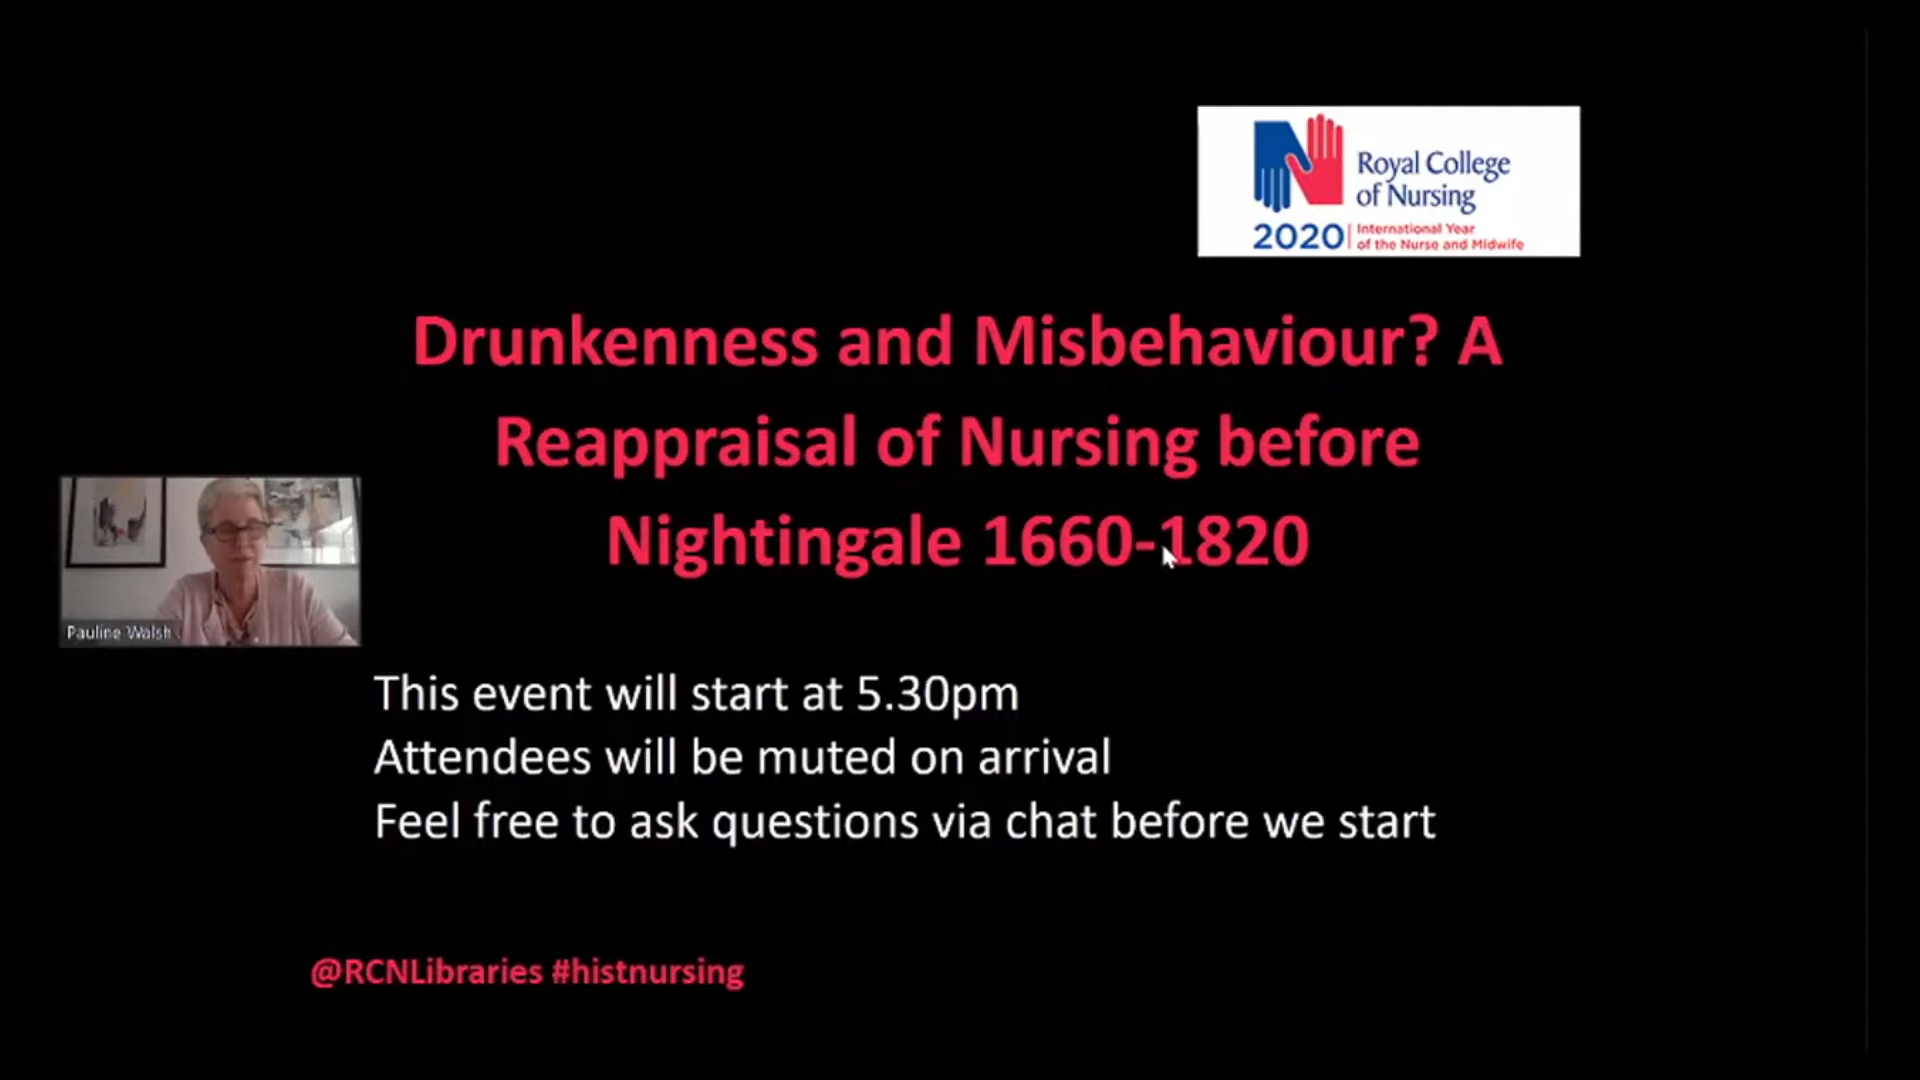 Royal College
of Nursing
2020 International Year
of the Nurse and Midwife
Drunkenness and Misbehaviour? A
Reappraisal of Nursing before
Nightingale 1660-1820
Pauline Walsh
This event will start at 5.30pm
Attendees will be muted on arrival
Feel free to ask questions via chat before we start
@RCNLibraries #histnursing